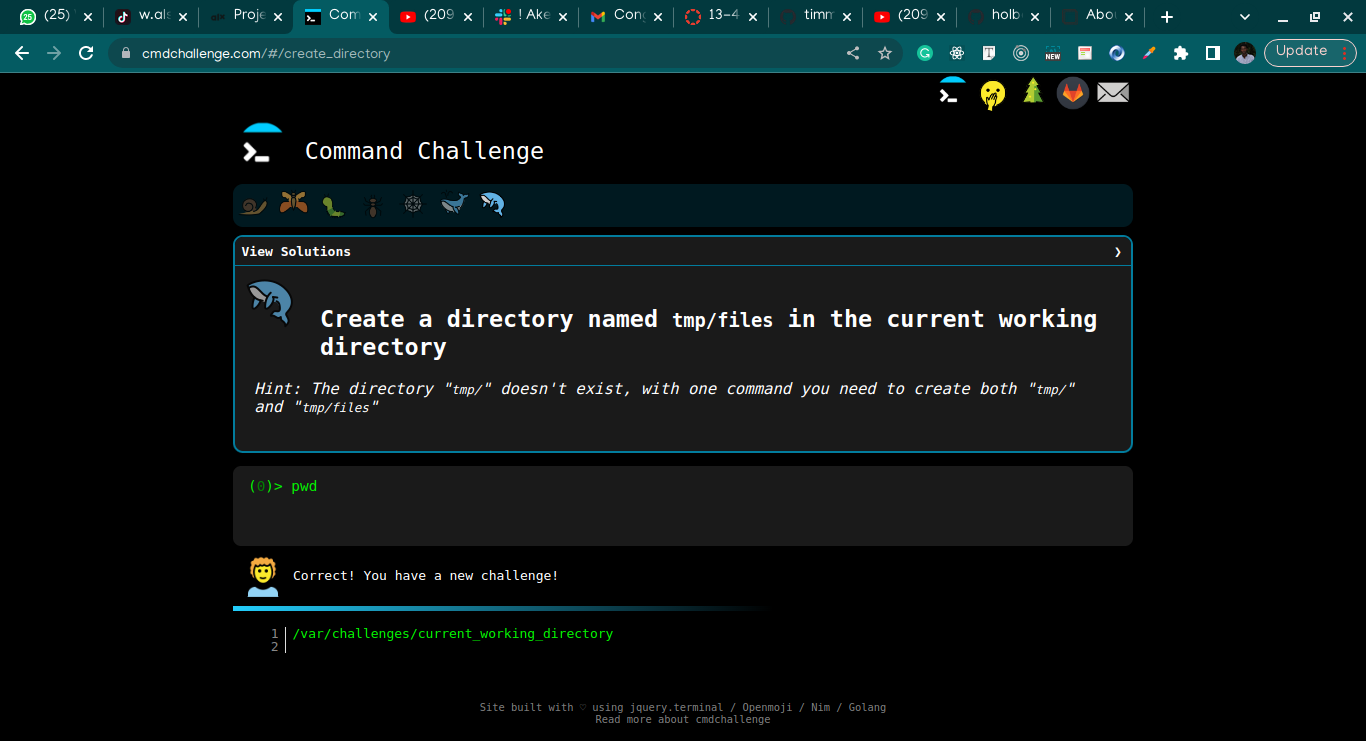 (25)
w.als
Proje
Com
(209
! Ake
Cong
13-4
timm
(209
holb
Abou
cmdchallenge.com/#/create_directory
NEW
Update
Command Challenge
View Solutions
Create a directory named tmp/files in the current working
directory
Hint: The directory "tmp/" doesn't exist, with one command you need to create both "tmp/"
and "tmp/files"
(0)> pwd
Correct! You have a new challenge!
1 /var/challenges/current_working_directory
2
Site built with ♡ using jquery.terminal / Openmoji / Nim / Golang
Read more about cmdchallenge